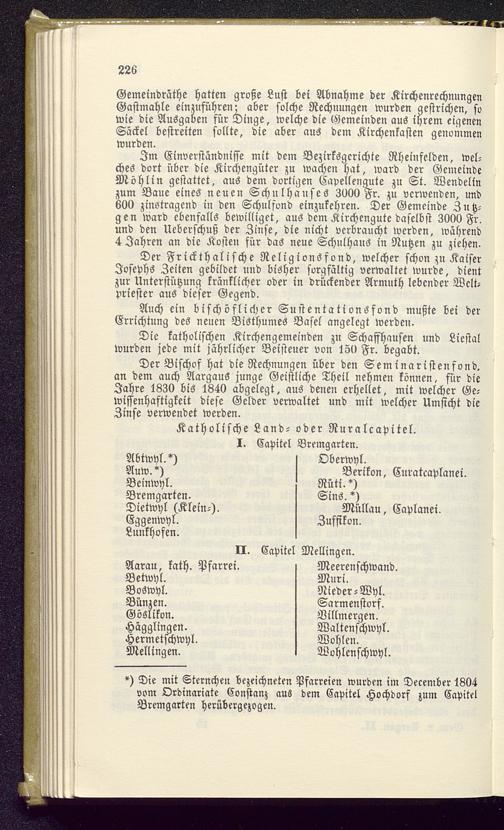 226
Gemeindräthe hatten große Lust bei Abnahme der Kirchenrechnungen
Gastmahle einzuführen; aber solche Rechnungen wurden gestrichen, so
wie die Ausgaben für Dinge, welche die Gemeinden aus ihrem eigenen
Säckel bestreiten sollte, die aber aus dem Kirchenkasten genommen
wurden.
Im Einverständnisse mit dem Bezirksgerichte Rheinfelden, wel-
ches dort über die Kirchengüter zu wachen hat, ward der Gemeinde
Möhlin gestattet, aus dem dortigen Capellengute zu St. Wendelin
zum Baue eines neuen Schulhauses 3000 Fr. zu verwenden, und
600 zinstragend in den Schulfond einzukehren. Der Gemeinde Zuz-
gen ward ebenfalls bewilliget, aus dem Kirchengute daselbst 3000 Fr.
und den Ueberschuß der Zinse, die nicht verbraucht werden, während
4 Jahren an die Kosten für das neue Schulhaus in Nutzen zu ziehen.
Der Frickthalische Religionsfond, welcher schon zu Kaiser
Josephs Zeiten gebildet und bisher sorgfältig verwaltet wurde, dient
zur Unterstützung kränklicher oder in drückender Armuth lebender Welt-
priester aus dieser Gegend.
Auch ein bischöflicher Sustentationsfond mußte bei der
Errichtung des neuen Bisthumes Basel angelegt werden.
Die katholischen Kirchengemeinden zu Schaffhausen und Liestal
wurden jede mit jährlicher Beisteuer von 150 Fr. begabt.
Der Bischof hat die Rechnungen über den Seminaristenfond,
an dem auch Aargaus junge Geistliche Theil nehmen können, für die
Jahre 1830 bis 1840 abgelegt, aus denen erhellet, mit welcher Ge-
wissenhaftigkeit diese Gelder verwaltet und mit welcher Umsicht die
Zinse verwendet werden.
Katholische Land- oder Ruralcapitel.
I. Capitel Bremgarten.
Abtwyl.*)
Auw.*)
Beinwyl.
Bremgarten.
Dietwyl (Klein-).
Eggenwyl.
Lunkhofen.
Oberwyl.
Berikon, Curatcaplanei.
Rüti.*)
Sins.*)
Müllau, Caplanei.
Zuffikon.
II. Capitel Mellingen.
Aarau, kath. Pfarrei.
Betwyl.
Boswyl.
Bünzen.
Göslikon.
Hägglingen.
Hermetschwyl.
Mellingen.
Meerenschwand.
Muri.
Nieder-Wyl.
Sarmenstorf.
Villmergen.
Waltenschwyl.
Wohlen.
Wohlenschwyl.
*) Die mit Sternchen bezeichneten Pfarreien wurden im December 1804
vom Ordinariate Constanz aus dem Capitel Hochdorf zum Capitel
Bremgarten herübergezogen.